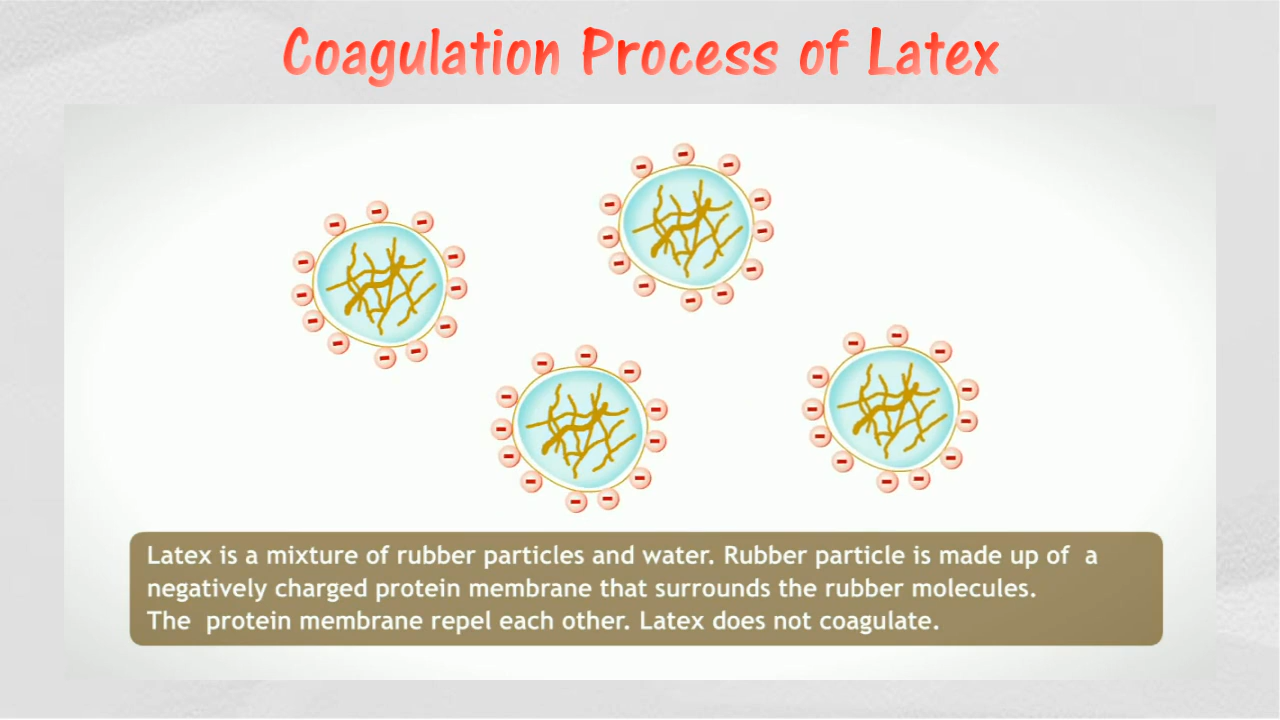 Coagulation Process of Latex
Latex is a mixture of rubber particles and water. Rubber particle is made up of  a
negatively charged protein membrane that surrounds the rubber molecules.
The  protein membrane repel each other. Latex does not coagulate.